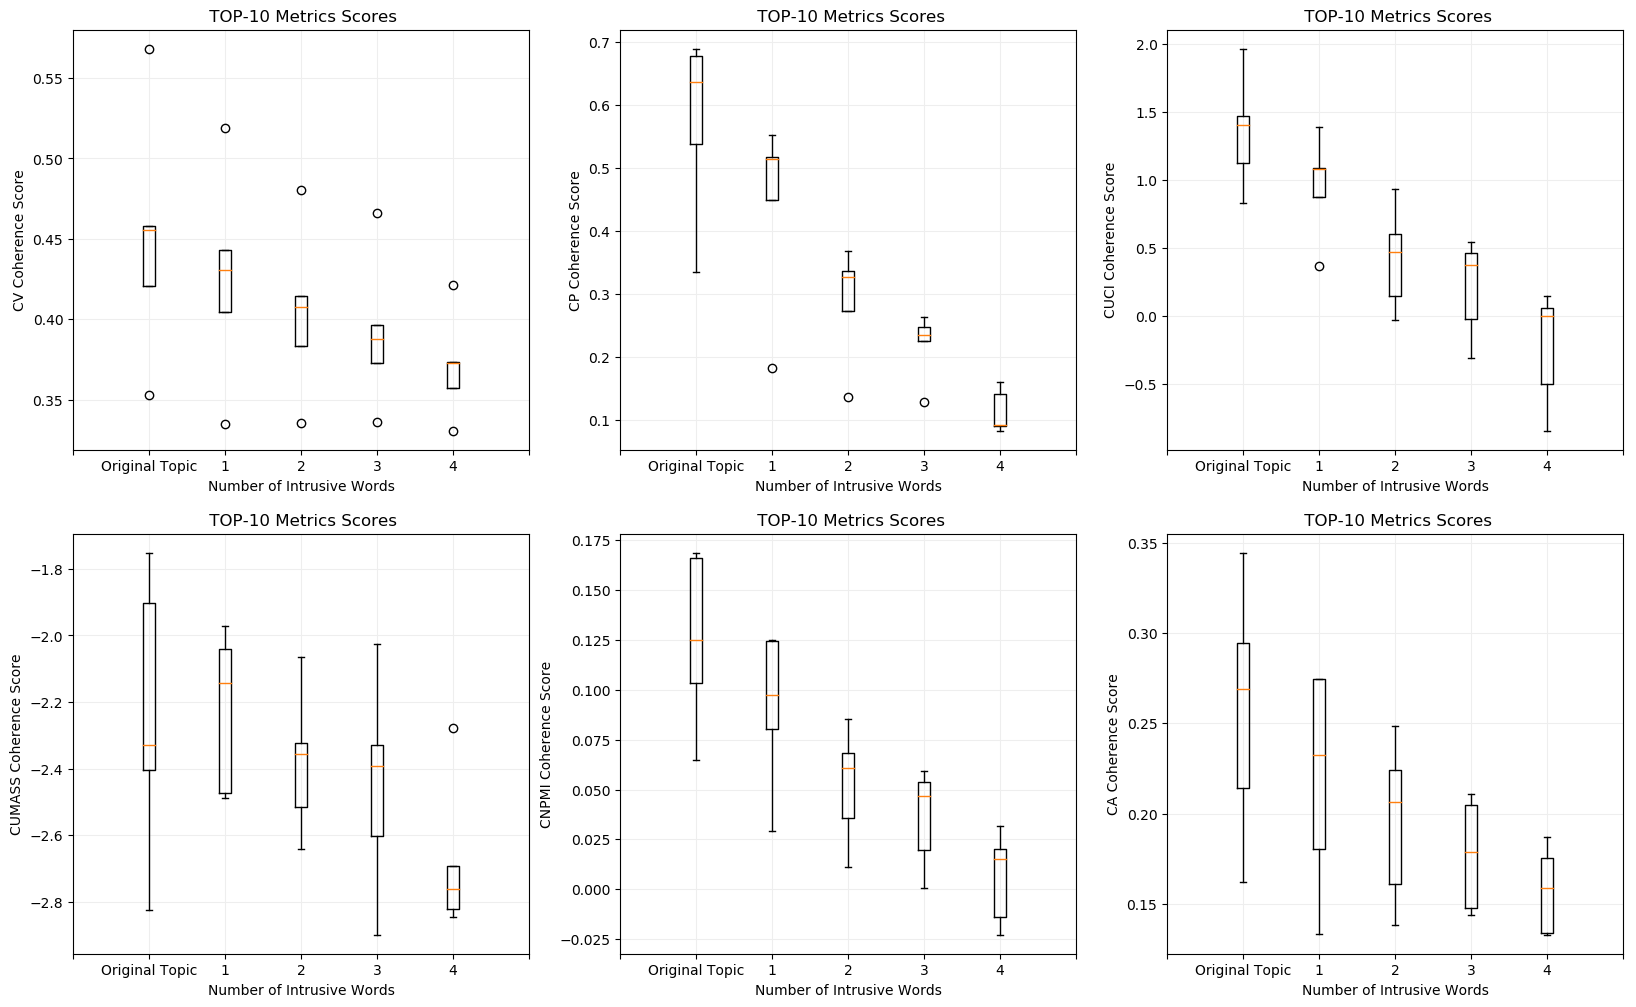 TOP-10 Metrics Scores
CV Coherence Score
0.55
0.50
0.45
0.40
0.35
Original Topic 1 2 3 4
Number of Intrusive Words
TOP-10 Metrics Scores
CP Coherence Score
0.7
0.6
0.5
0.4
0.3
0.2
0.1
Original Topic 1 2 3 4
Number of Intrusive Words
TOP-10 Metrics Scores
CUCI Coherence Score
2.0
1.5
1.0
0.5
0.0
−0.5
Original Topic 1 2 3 4
Number of Intrusive Words
TOP-10 Metrics Scores
CUMASS Coherence Score
−1.8
−2.0
−2.2
−2.4
−2.6
−2.8
Original Topic 1 2 3 4
Number of Intrusive Words
TOP-10 Metrics Scores
CNPMI Coherence Score
0.175
0.150
0.125
0.100
0.075
0.050
0.025
0.000
−0.025
Original Topic 1 2 3 4
Number of Intrusive Words
TOP-10 Metrics Scores
CA Coherence Score
0.35
0.30
0.25
0.20
0.15
Original Topic 1 2 3 4
Number of Intrusive Words